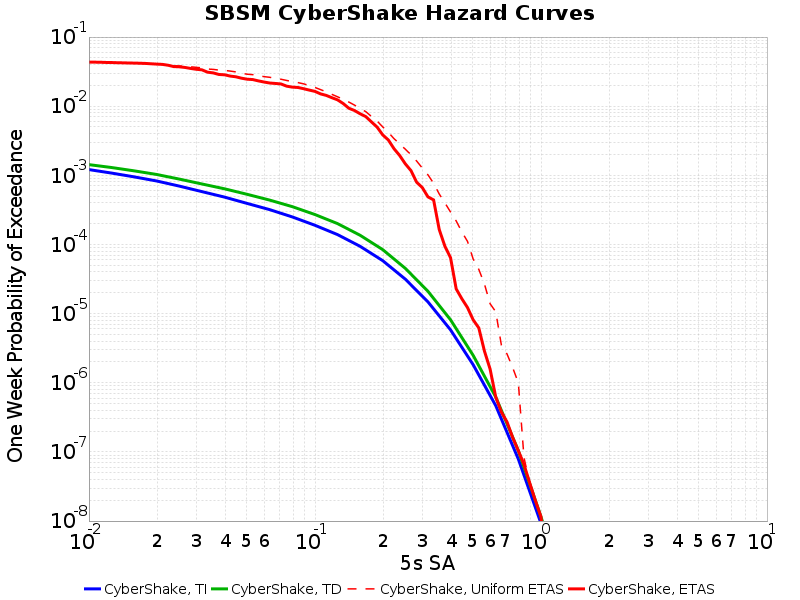 SBSM CyberShake Hazard Curves
One Week Probability of Exceedance
10-1
10-2
10-3
10-4
10-5
10-6
10-7
10-8
10-2 2 3 4 5 6 10-1 2 3 4 5 6 7 100 2 3 4 5 6 7 101
5s SA
CyberShake, TI CyberShake, TD CyberShake, Uniform ETAS CyberShake, ETAS